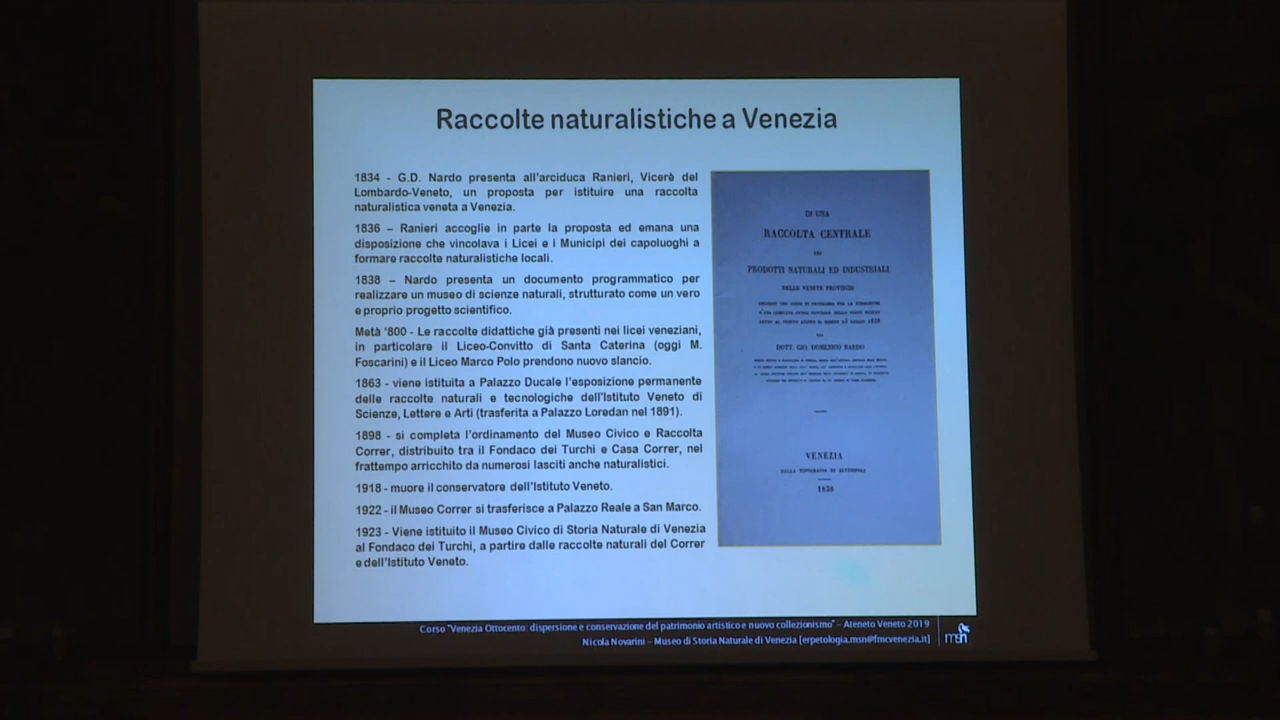 Raccolte naturalistiche a Venezia
1834 - G.D. Nardo presenta all'arciduca Ranieri, Vicerè del
Lombardo-Veneto, un proposta per istituire una raccolta
naturalistica veneta a Venezia.
1836 – Ranieri accoglie in parte la proposta ed emana una
disposizione che vincolava i Licei e i Municipi dei capoluoghi a
formare raccolte naturalistiche locali.
1838 – Nardo presenta un documento programmatico per
realizzare un museo di scienze naturali, strutturato come un vero
e proprio progetto scientifico.
Metà '800 - Le raccolte didattiche già presenti nei licei veneziani,
in particolare il Liceo-Convitto di Santa Caterina (oggi M.
Foscarini) e il Liceo Marco Polo prendono nuovo slancio.
1863 - viene istituita a Palazzo Ducale l'esposizione permanente
delle raccolte naturali e tecnologiche dell'Istituto Veneto di
Scienze, Lettere e Arti (trasferita a Palazzo Loredan nel 1891).
1898 - si completa l'ordinamento del Museo Civico e Raccolta
Correr, distribuito tra il Fondaco dei Turchi e Casa Correr, nel
frattempo arricchito da numerosi lasciti anche naturalistici.
1918 - muore il conservatore dell'Istituto Veneto.
1922 - il Museo Correr si trasferisce a Palazzo Reale a San Marco.
1923 - Viene istituito il Museo Civico di Storia Naturale di Venezia
al Fondaco dei Turchi, a partire dalle raccolte naturali del Correr
e dell'Istituto Veneto.
DI UNA
RACCOLTA CENTRALE
DEI
PRODOTTI NATURALI ED INDUSTRIALI
DELLE VENETE PROVINCIE
DOTT. GIO. DOMENICO NARDO
VENEZIA
DALLA TIPOGRAFIA DI ALVISOPOLI
1838
Corso "Venezia Ottocento: dispersione e conservazione del patrimonio artistico e nuovo collezionismo" – Ateneto Veneto 2019
Nicola Novarini – Museo di Storia Naturale di Venezia [erpetologia.msn@fmcvenezia.it]
msn